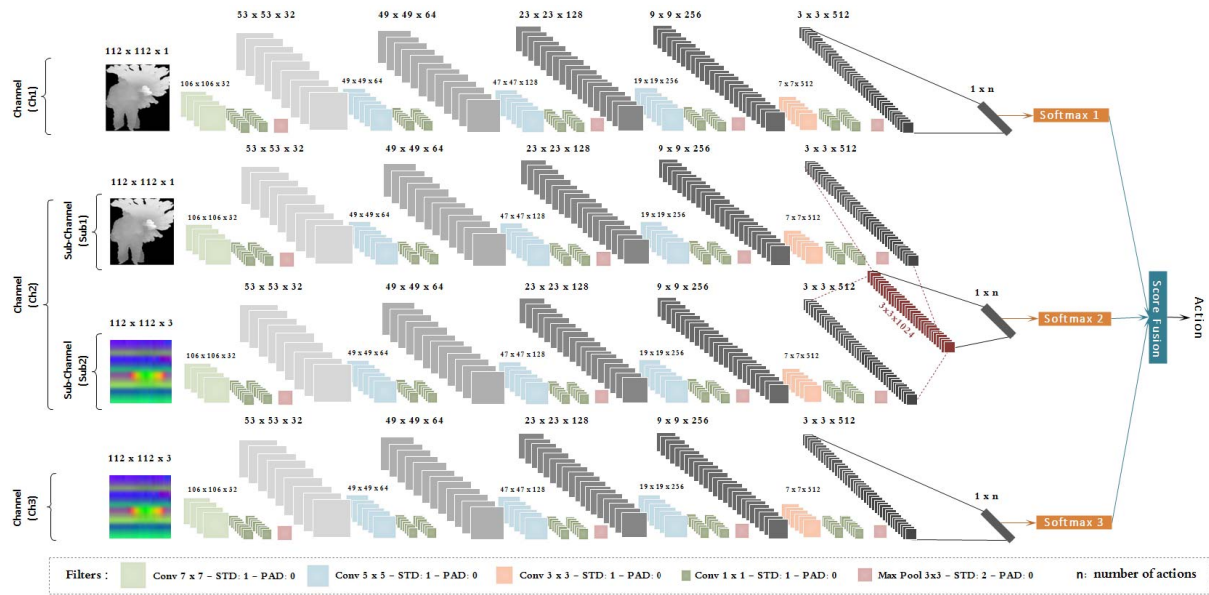 53 x 53 x 32
49 x 49 x 64
23 x 23 x 128
9 x 9 x 256
3 x 3 x 512
112 x 112 x 1
Channel
(Ch1)
106 x 106 x 32
49 x 49 x 64
47 x 47 x 128
19 x 19 x 256
7 x 7 x 512
1 x n
Softmax 1
53 x 53 x 32
49 x 49 x 64
23 x 23 x 128
9 x 9 x 256
3 x 3 x 512
112 x 112 x 1
Sub-Channel
(Sub1)
106 x 106 x 32
49 x 49 x 64
47 x 47 x 128
19 x 19 x 256
7 x 7 x 512
Channel
(Ch2)
53 x 53 x 32
49 x 49 x 64
23 x 23 x 128
9 x 9 x 256
3 x 3 x 512
3x3x1024
1 x n
Softmax 2
Score Fusion
Action
112 x 112 x 3
Sub-Channel
(Sub2)
106 x 106 x 32
49 x 49 x 64
47 x 47 x 128
19 x 19 x 256
7 x 7 x 512
53 x 53 x 32
49 x 49 x 64
23 x 23 x 128
9 x 9 x 256
3 x 3 x 512
112 x 112 x 3
Channel
(Ch3)
106 x 106 x 32
49 x 49 x 64
47 x 47 x 128
19 x 19 x 256
7 x 7 x 512
1 x n
Softmax 3
Filters :
Conv 7 x 7 – STD: 1 – PAD: 0
Conv 5 x 5 – STD: 1 – PAD: 0
Conv 3 x 3 – STD: 1 – PAD: 0
Conv 1 x 1 – STD: 1 – PAD: 0
Max Pool 3x3 – STD: 2 – PAD: 0
n: number of actions